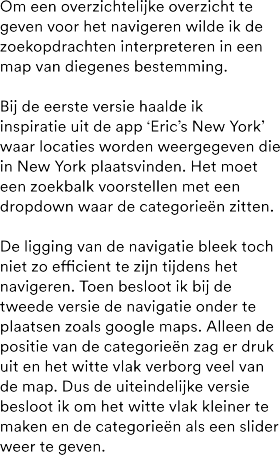 Om een overzichtelijke overzicht te
geven voor het navigeren wilde ik de
zoekopdrachten interpreteren in een
map van diegenes bestemming.

Bij de eerste versie haalde ik
inspiratie uit de app ‘Eric’s New York’
waar locaties worden weergegeven die
in New York plaatsvinden. Het moet
een zoekbalk voorstellen met een
dropdown waar de categorieën zitten.

De ligging van de navigatie bleek toch
niet zo efficient te zijn tijdens het
navigeren. Toen besloot ik bij de
tweede versie de navigatie onder te
plaatsen zoals google maps. Alleen de
positie van de categorieën zag er druk
uit en het witte vlak verborg veel van
de map. Dus de uiteindelijke versie
besloot ik om het witte vlak kleiner te
maken en de categorieën als een slider
weer te geven.